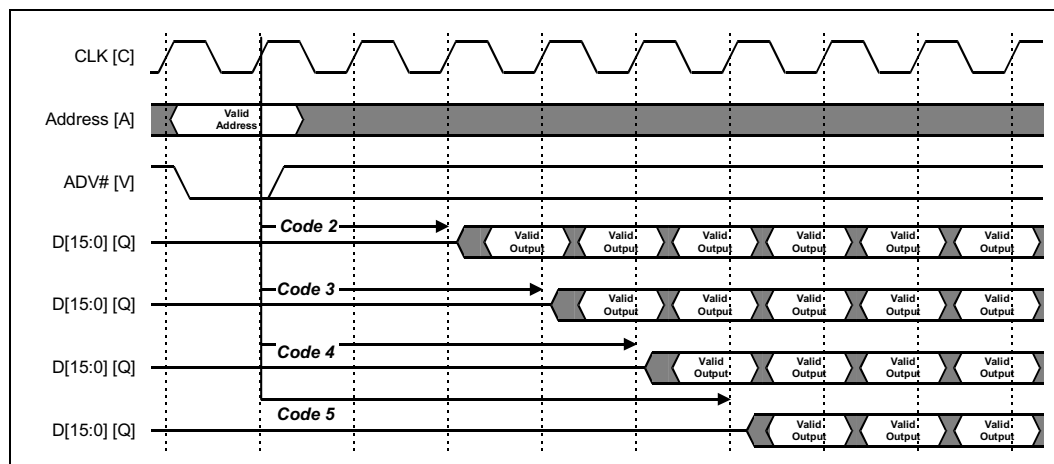 CLK [C]
Address [A]
Valid
Address
ADV# [V]
Code 2
D[15:0] [Q]
Valid
Output
Valid
Output
Valid
Output
Valid
Output
Valid
Output
Valid
Output
Code 3
D[15:0] [Q]
Valid
Output
Valid
Output
Valid
Output
Valid
Output
Valid
Output
Code 4
D[15:0] [Q]
Valid
Output
Valid
Output
Valid
Output
Valid
Output
Code 5
D[15:0] [Q]
Valid
Output
Valid
Output
Valid
Output